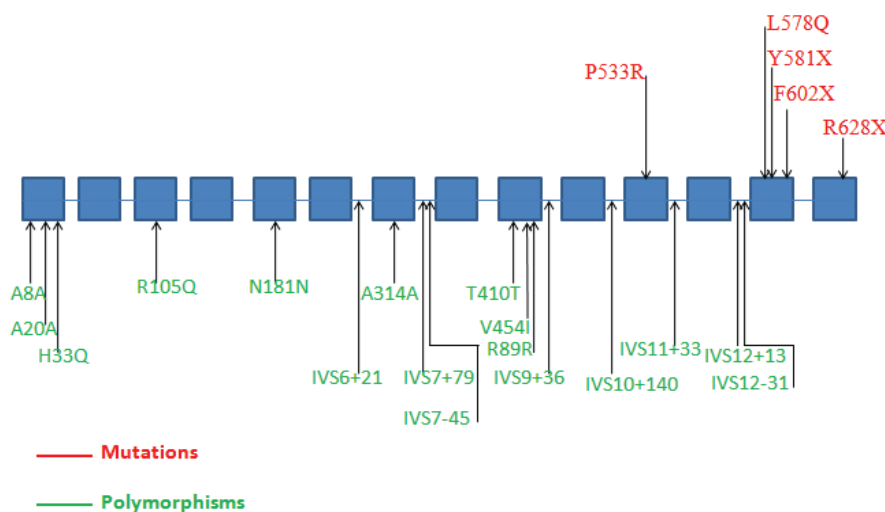 L578Q
Y581X
P533R
F602X
R628X
A8A
R105Q
N181N
A314A
T410T
A20A
V454I
H33Q
R89R
IVS11+33
IVS12+13
IVS6+21
IVS7+79
IVS9+36
IVS10+140
IVS12-31
IVS7-45
Mutations
Polymorphisms